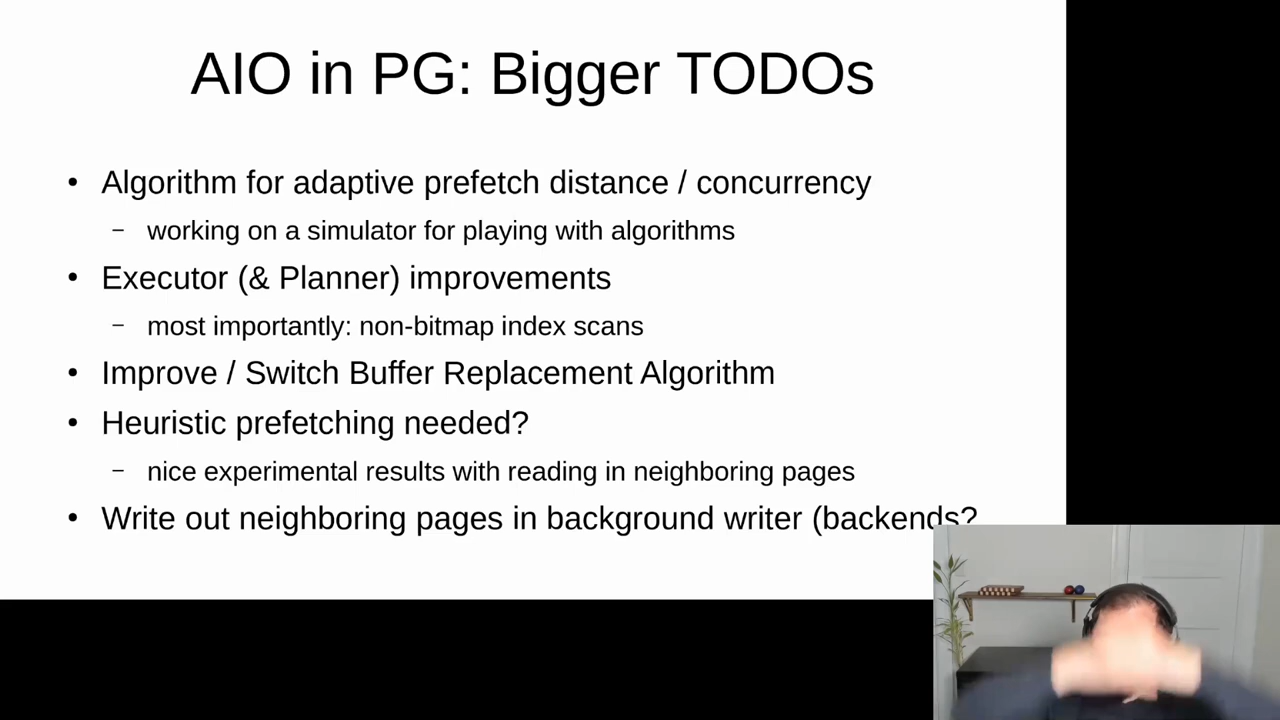 AIO in PG: Bigger TODOs
• Algorithm for adaptive prefetch distance / concurrency
– working on a simulator for playing with algorithms
• Executor (& Planner) improvements
– most importantly: non-bitmap index scans
• Improve / Switch Buffer Replacement Algorithm
• Heuristic prefetching needed?
– nice experimental results with reading in neighboring pages
• Write out neighboring pages in background writer (backends?